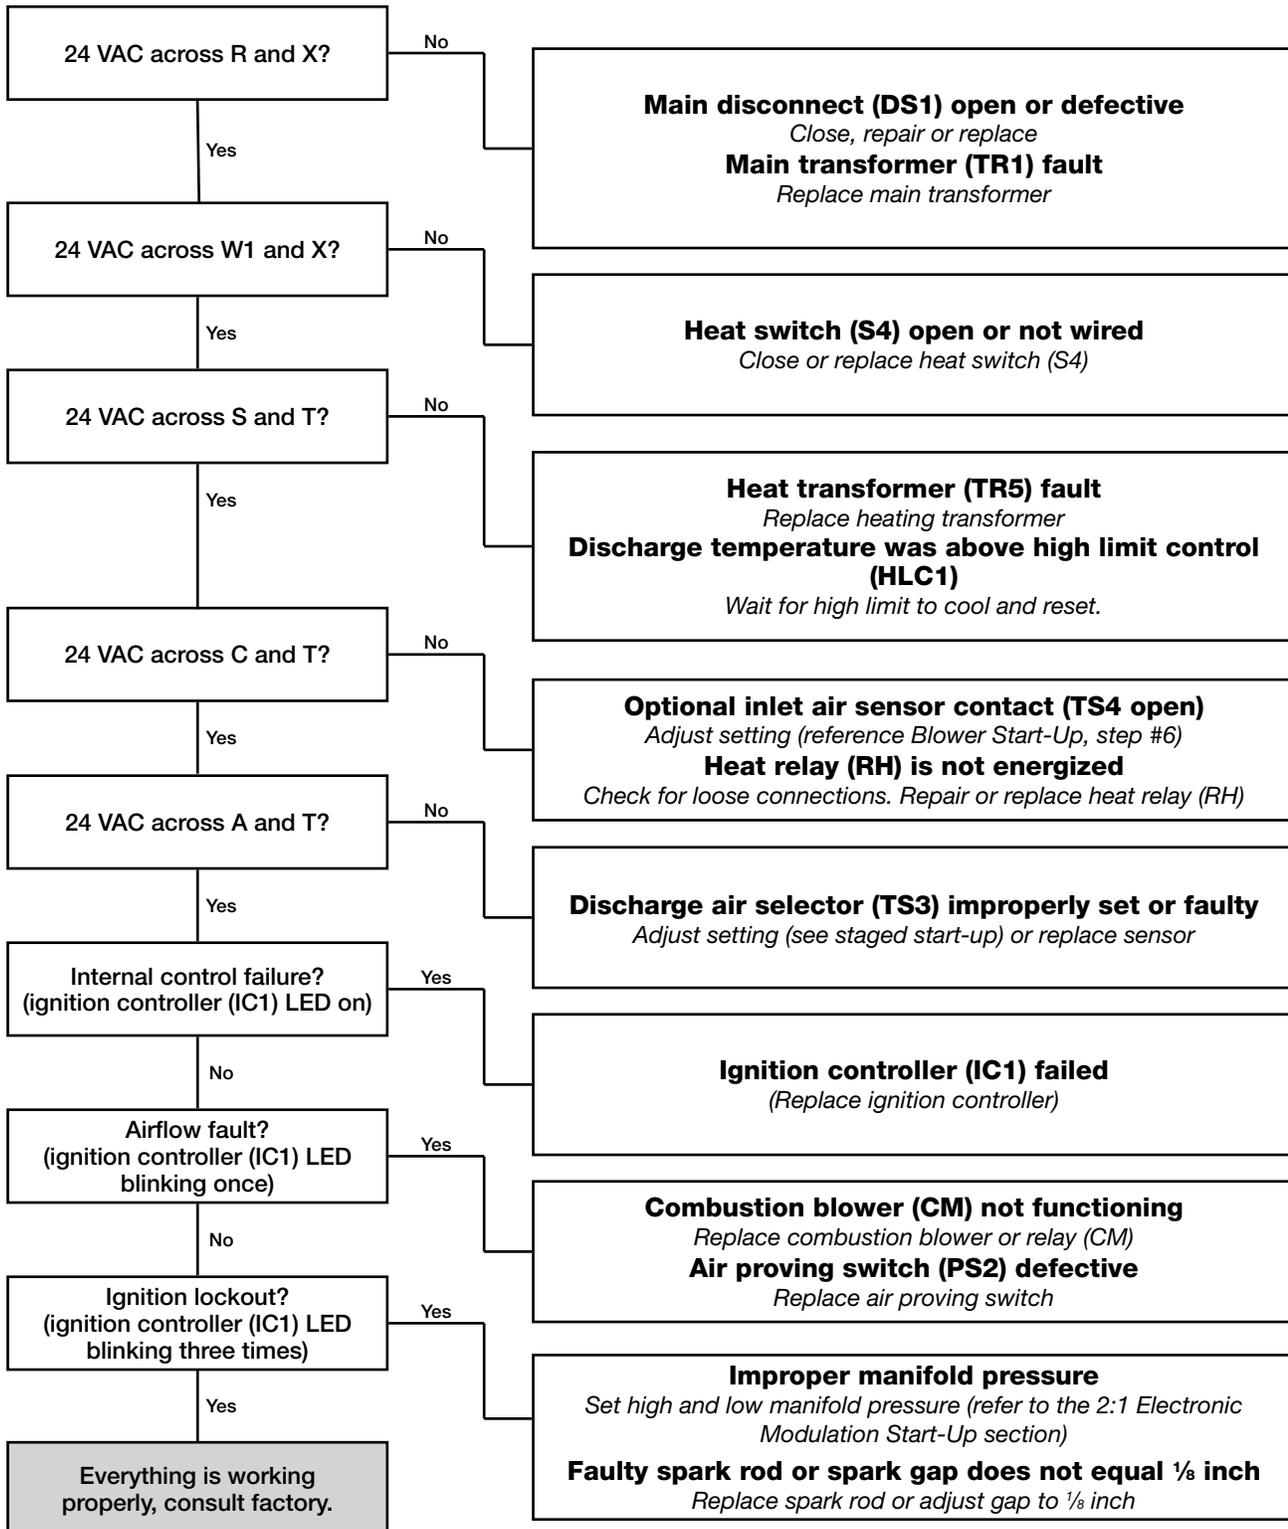 24 VAC across R and X?
No
Main disconnect (DS1) open or defective
Close, repair or replace
Main transformer (TR1) fault
Replace main transformer
Yes
24 VAC across W1 and X?
No
Heat switch (S4) open or not wired
Close or replace heat switch (S4)
Yes
24 VAC across S and T?
No
Heat transformer (TR5) fault
Replace heating transformer
Discharge temperature was above high limit control
(HLC1)
Wait for high limit to cool and reset.
Yes
24 VAC across C and T?
No
Optional inlet air sensor contact (TS4 open)
Adjust setting (reference Blower Start-Up, step #6)
Heat relay (RH) is not energized
Check for loose connections. Repair or replace heat relay (RH)
Yes
24 VAC across A and T?
No
Discharge air selector (TS3) improperly set or faulty
Adjust setting (see staged start-up) or replace sensor
Yes
Internal control failure?
(ignition controller (IC1) LED on)
Yes
Ignition controller (IC1) failed
(Replace ignition controller)
No
Airflow fault?
(ignition controller (IC1) LED
blinking once)
Yes
Combustion blower (CM) not functioning
Replace combustion blower or relay (CM)
Air proving switch (PS2) defective
Replace air proving switch
No
Ignition lockout?
(ignition controller (IC1) LED
blinking three times)
Yes
Improper manifold pressure
Set high and low manifold pressure (refer to the 2:1 Electronic
Modulation Start-Up section)
Faulty spark rod or spark gap does not equal ⅛ inch
Replace spark rod or adjust gap to ⅛ inch
Yes
Everything is working
properly, consult factory.